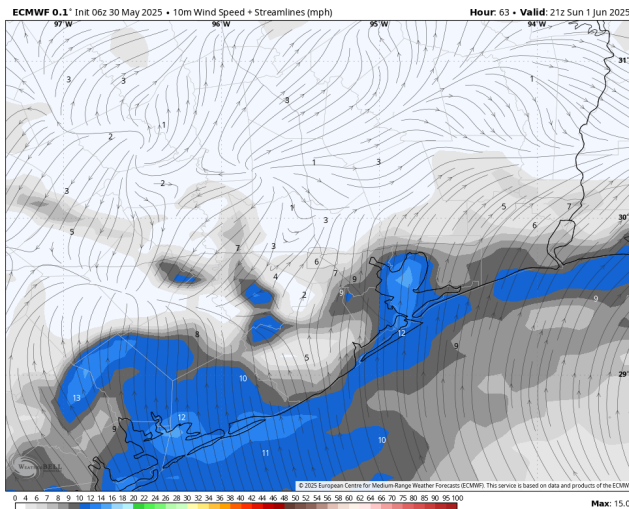 ECMWF 0.1° Init 06z 30 May 2025 • 10m Wind Speed + Streamlines (mph) Hour: 63 • Valid: 21z Sun 1 Jun 2025
97°W 96°W 95°W 94°W
31°
3 3 1
3
1
2
1 3
2
3
1 5 7
3 30°
5 6
7 3
6
4 7 9
2 9 9
12
8 9
5
29°
10
13
12
9 10
11
WeatherBELL
© 2025 European Centre for Medium-Range Weather Forecasts (ECMWF). This service is based on data and products of the ECMW
0 4 6 7 8 9 10 12 14 16 18 20 22 24 26 28 30 32 34 36 38 40 42 44 46 48 50 52 54 56 58 60 62 64 66 70 75 80 85 90 95 100
Max: 15.0